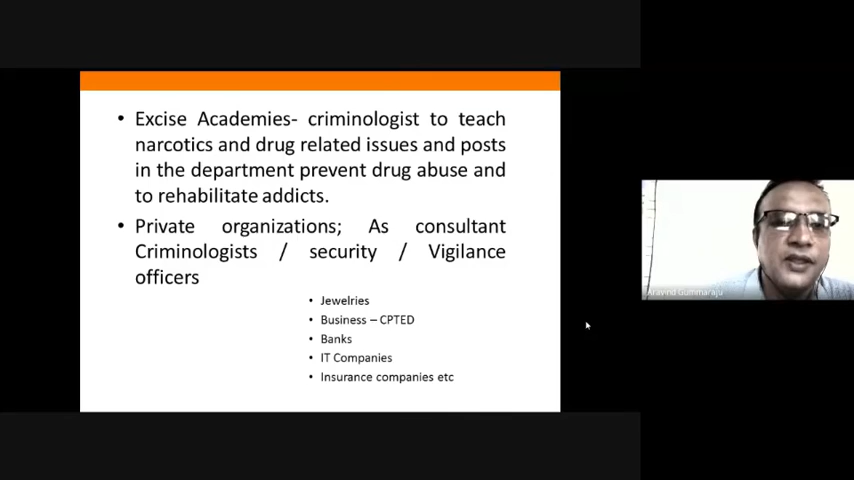 • Excise Academies- criminologist to teach
narcotics and drug related issues and posts
in the department prevent drug abuse and
to rehabilitate addicts.
• Private organizations; As consultant
Criminologists / security / Vigilance
officers
• Jewelries
• Business – CPTED
• Banks
• IT Companies
• Insurance companies etc
Aravind Gummaraju